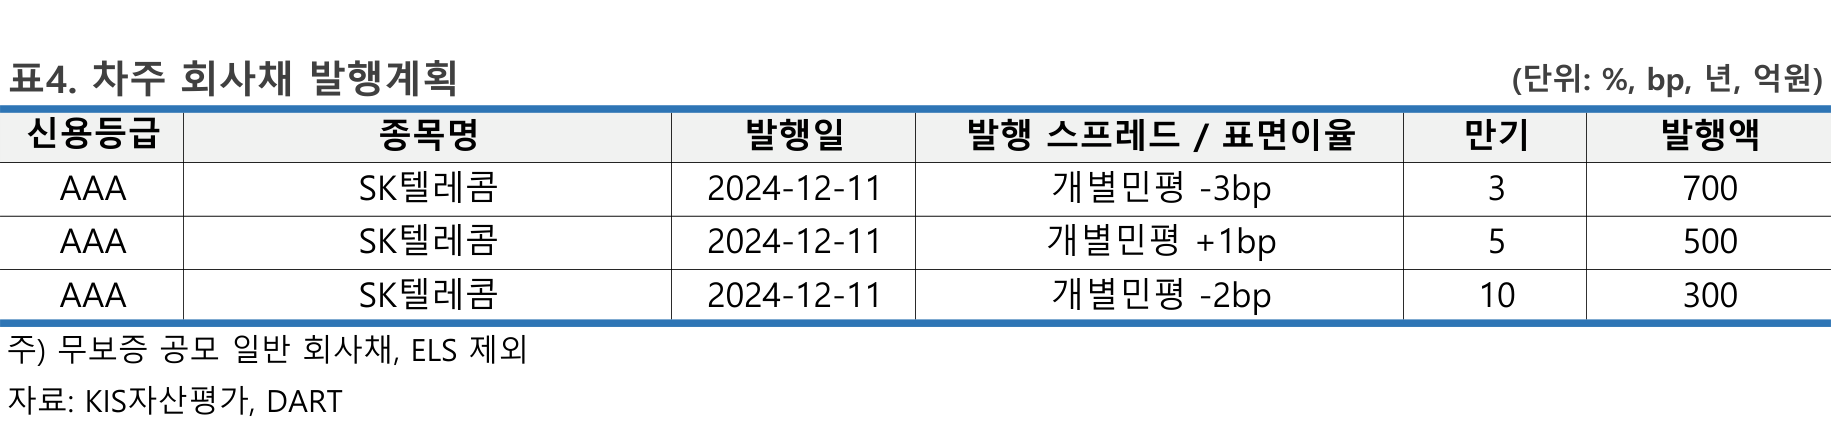 표4. 차주 회사채 발행계획 (단위: %, bp, 년, 억원)
신용등급 종목명 발행일 발행 스프레드 / 표면이율 만기 발행액
AAA SK텔레콤 2024-12-11 개별민평 -3bp 3 700
AAA SK텔레콤 2024-12-11 개별민평 +1bp 5 500
AAA SK텔레콤 2024-12-11 개별민평 -2bp 10 300
주) 무보증 공모 일반 회사채, ELS 제외
자료: KIS자산평가, DART